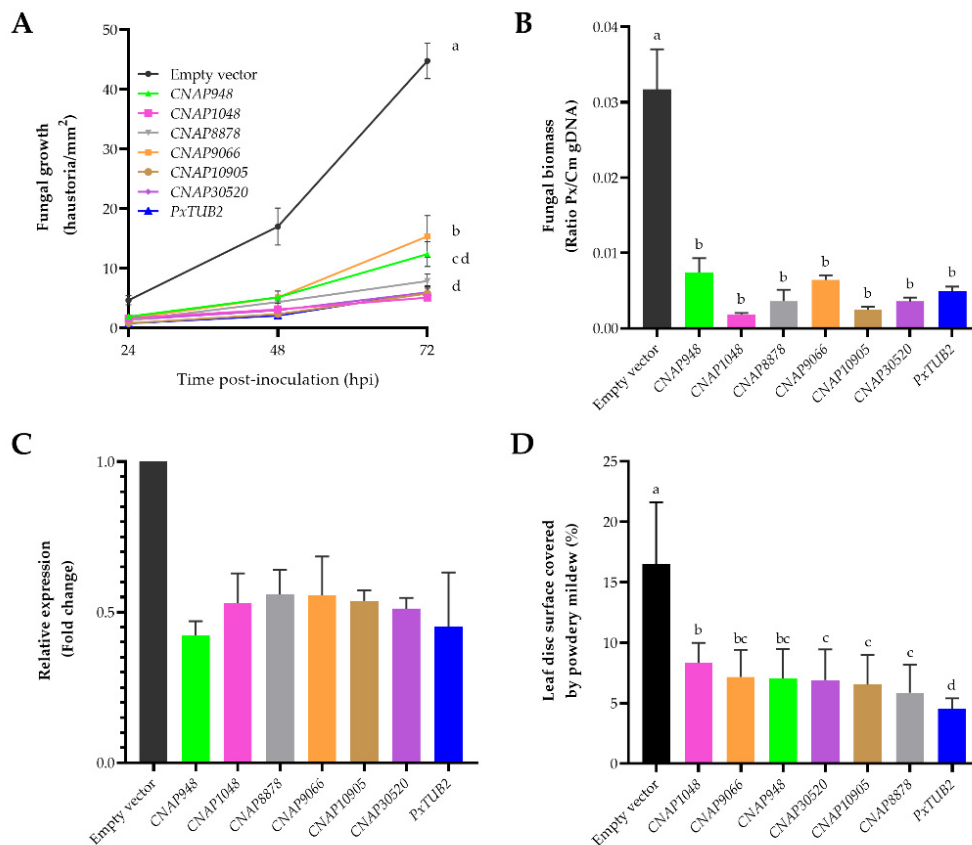 A
Fungal growth
(haustoria/mm²)
50
40
30
20
10
0
Empty vector
CNAP948
CNAP1048
CNAP8878
CNAP9066
CNAP10905
CNAP30520
PxTUB2
a
b
c d
d
24
48
72
Time post-inoculation (hpi)
B
Fungal biomass
(Ratio Px/Cm gDNA)
0.04
0.03
0.02
0.010
0.005
0.00
a
b
b
b
b
b
b
b
Empty vector
CNAP948
CNAP1048
CNAP8878
CNAP9066
CNAP10905
CNAP30520
PxTUB2
C
Relative expression
(Fold change)
1.0
0.5
0.0
Empty vector
CNAP948
CNAP1048
CNAP8878
CNAP9066
CNAP10905
CNAP30520
PxTUB2
D
Leaf disc surface covered
by powdery mildew (%)
25
20
15
10
5
0
a
b
bc
bc
c
c
c
d
Empty vector
CNAP1048
CNAP9066
CNAP948
CNAP30520
CNAP10905
CNAP8878
PxTUB2